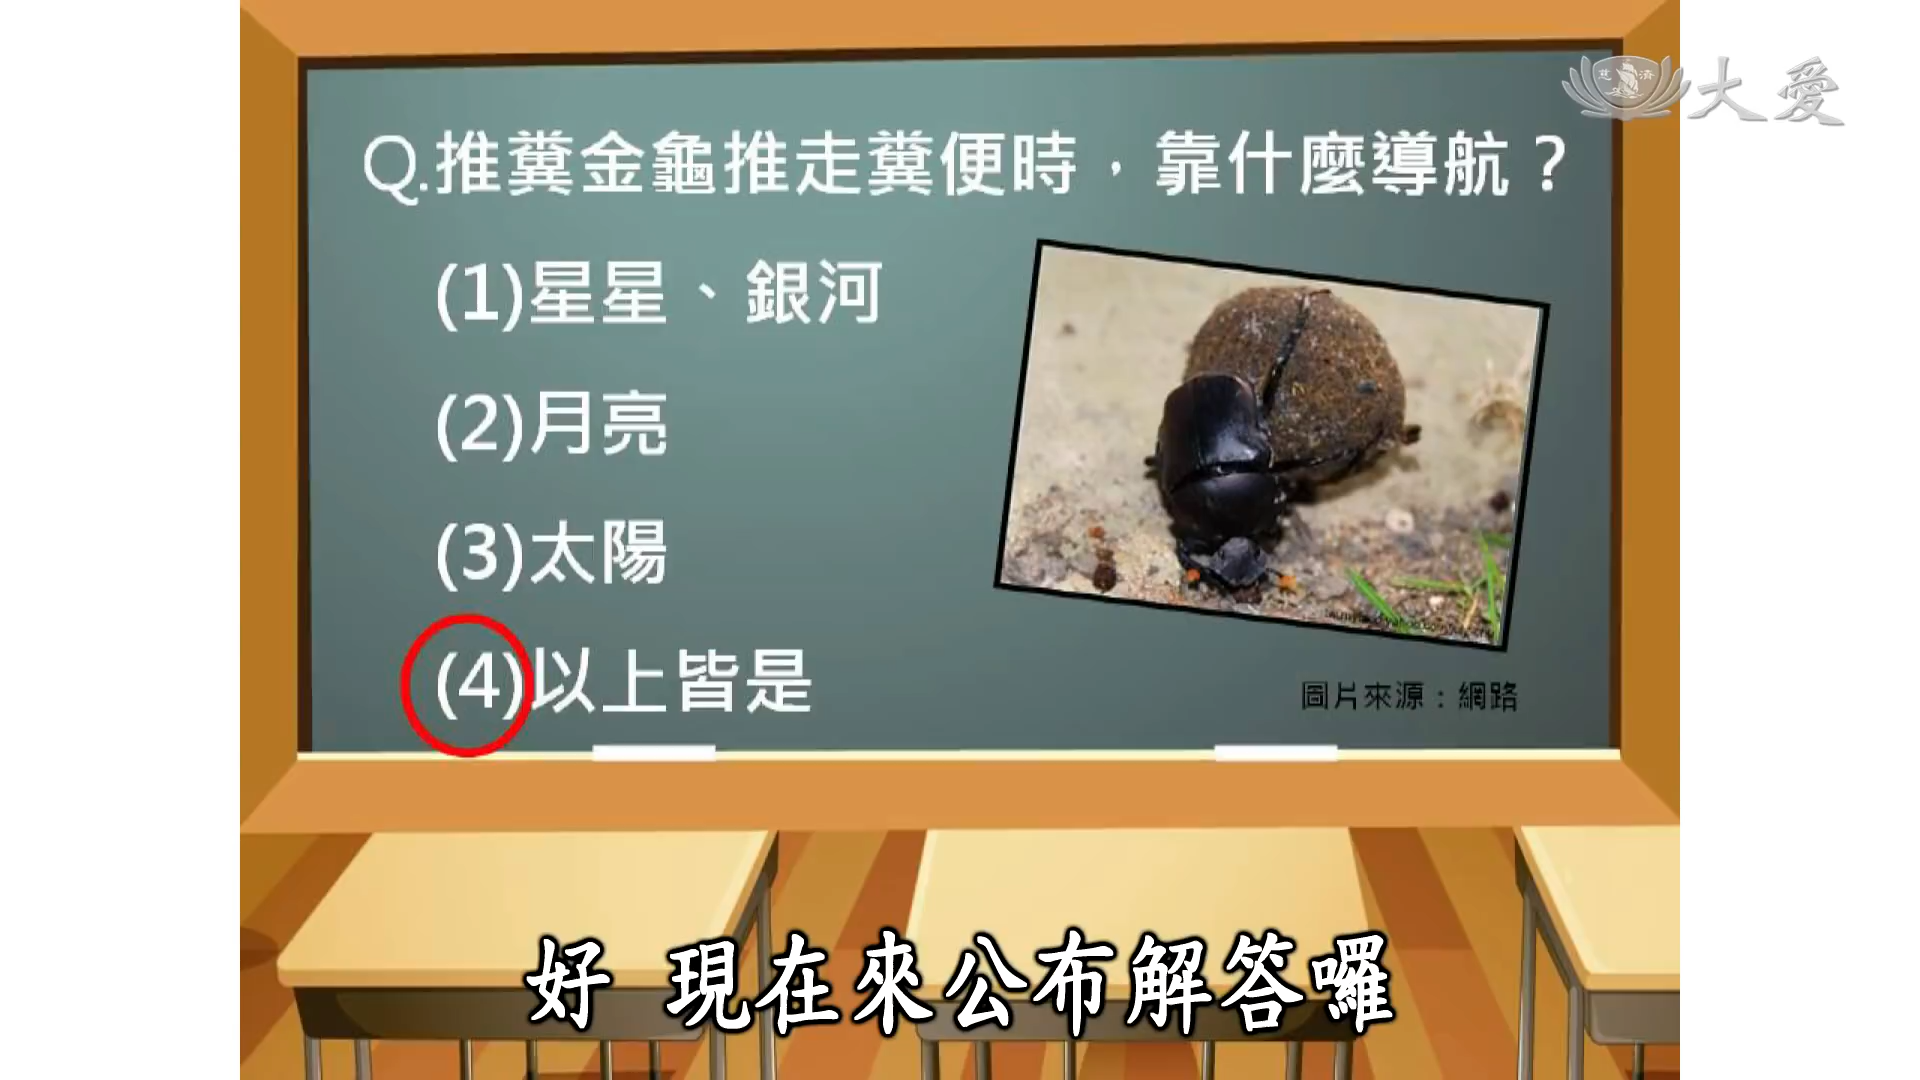 大愛
慈濟
Q.推糞金龜推走糞便時，靠什麼導航？
(1)星星、銀河
(2)月亮
(3)太陽
(4)以上皆是
圖片來源：網路
好 現在來公布解答囉